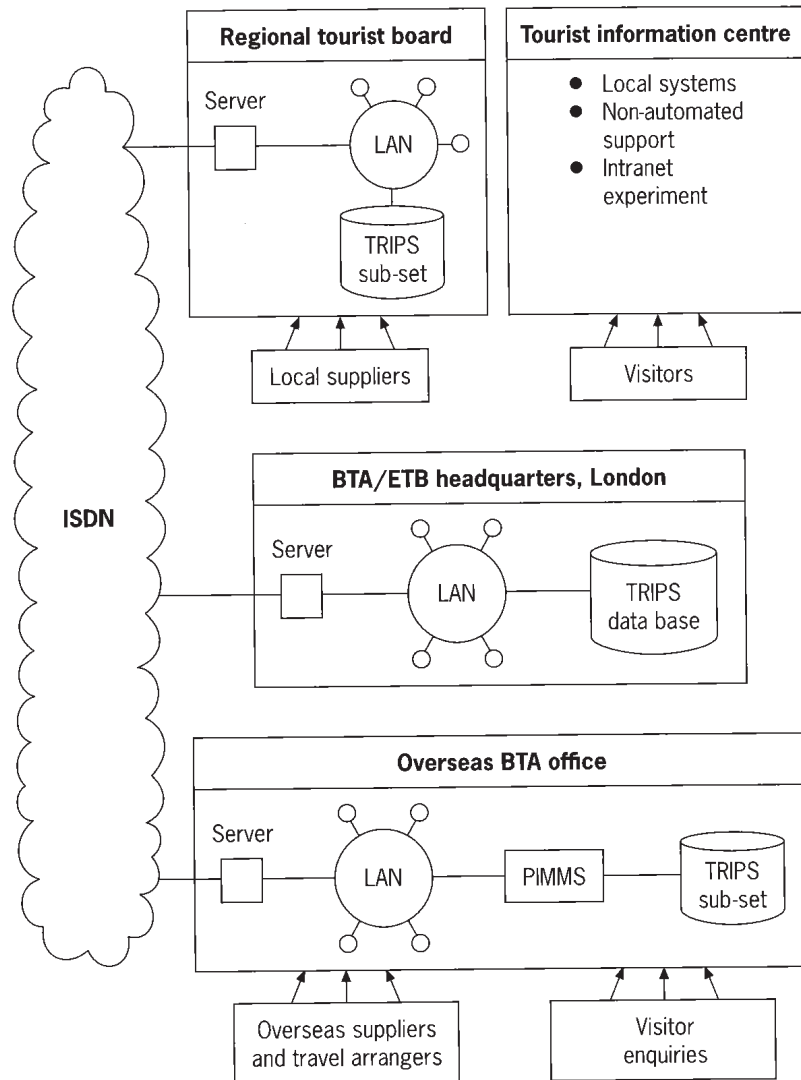 Regional tourist board
Server
LAN
TRIPS
sub-set
Local suppliers
Tourist information centre
● Local systems
● Non-automated
support
● Intranet
experiment
Visitors
ISDN
BTA/ETB headquarters, London
Server
LAN
TRIPS
data base
Overseas BTA office
Server
LAN
PIMMS
TRIPS
sub-set
Overseas suppliers
and travel arrangers
Visitor
enquiries